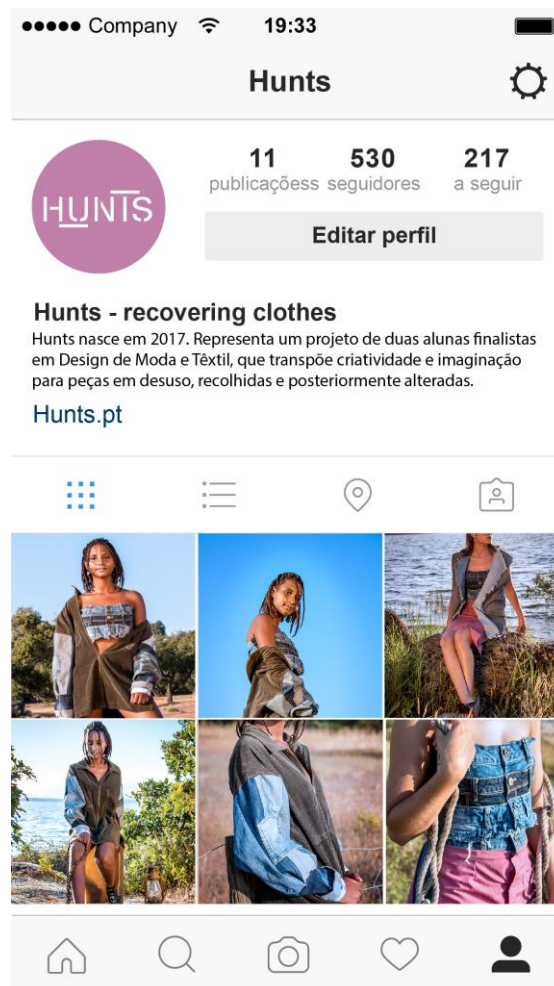 Company 19:33
Hunts
HUNTS
11 530 217
publicaçõess seguidores a seguir
Editar perfil
Hunts - recovering clothes
Hunts nasce em 2017. Representa um projeto de duas alunas finalistas
em Design de Moda e Têxtil, que transpõe criatividade e imaginação
para peças em desuso, recolhidas e posteriormente alteradas.
Hunts.pt